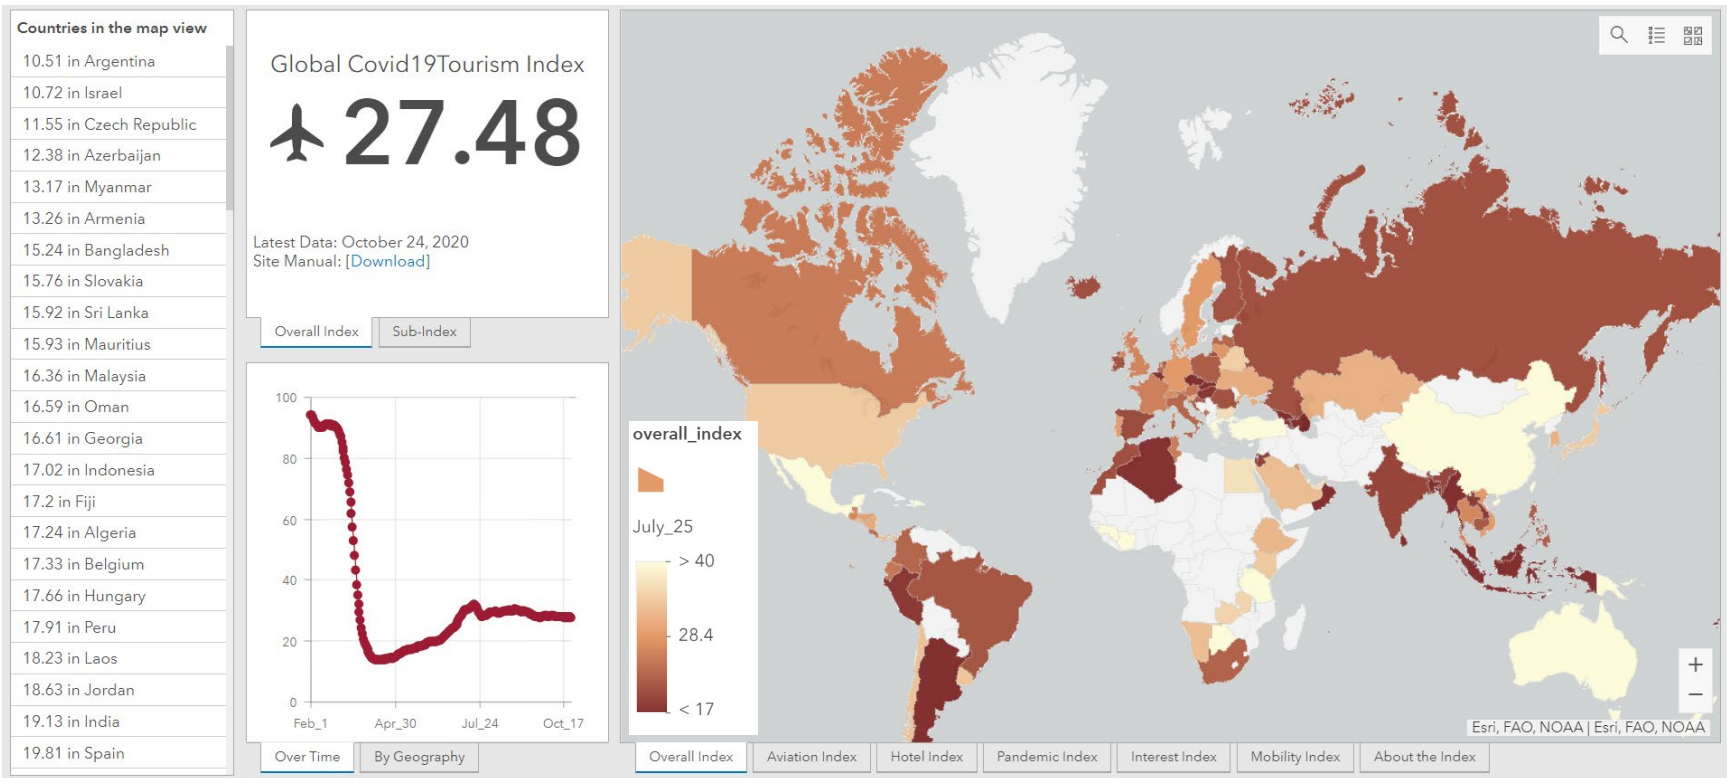 Countries in the map view
10.51 in Argentina
10.72 in Israel
11.55 in Czech Republic
12.38 in Azerbaijan
13.17 in Myanmar
13.26 in Armenia
15.24 in Bangladesh
15.76 in Slovakia
15.92 in Sri Lanka
15.93 in Mauritius
16.36 in Malaysia
16.59 in Oman
16.61 in Georgia
17.02 in Indonesia
17.2 in Fiji
17.24 in Algeria
17.33 in Belgium
17.66 in Hungary
17.91 in Peru
18.23 in Laos
18.63 in Jordan
19.13 in India
19.81 in Spain
Global Covid19Tourism Index
27.48
Latest Data: October 24, 2020
Site Manual: [Download]
Overall Index
Sub-Index
100
80
60
40
20
0
Feb_1
Apr_30
Jul_24
Oct_17
Over Time
By Geography
overall_index
July_25
> 40
28.4
< 17
+
−
Esri, FAO, NOAA | Esri, FAO, NOAA
Overall Index
Aviation Index
Hotel Index
Pandemic Index
Interest Index
Mobility Index
About the Index